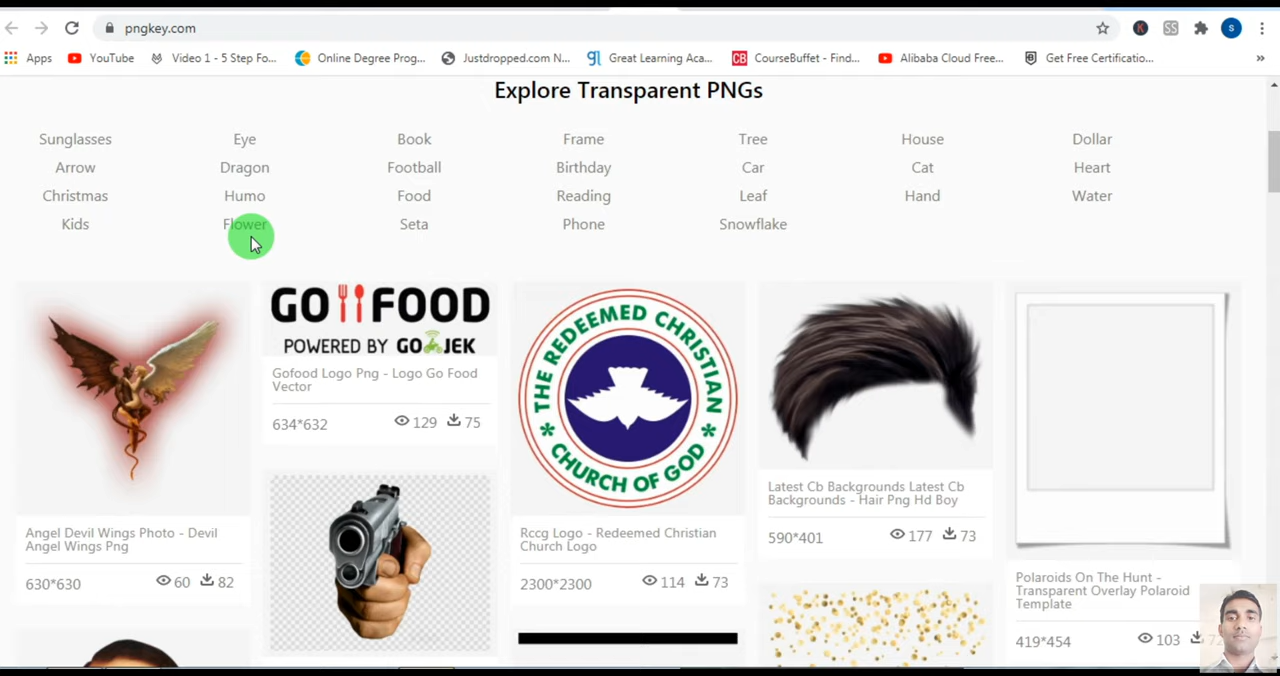 pngkey.com
K
SS
s
Apps
YouTube
Video 1 - 5 Step Fo...
Online Degree Prog...
Justdropped.com N...
gl
Great Learning Aca...
CB
CourseBuffet - Find...
Alibaba Cloud Free...
Get Free Certificatio...
»
Explore Transparent PNGs
Sunglasses Eye Book Frame Tree House Dollar
Arrow Dragon Football Birthday Car Cat Heart
Christmas Humo Food Reading Leaf Hand Water
Kids Flower Seta Phone Snowflake
Angel Devil Wings Photo - Devil
Angel Wings Png
630*630 60 82
GO FOOD
POWERED BY GO JEK
Gofood Logo Png - Logo Go Food
Vector
634*632 129 75
THE REDEEMED CHRISTIAN
* CHURCH OF GOD *
Rccg Logo - Redeemed Christian
Church Logo
2300*2300 114 73
Latest Cb Backgrounds Latest Cb
Backgrounds - Hair Png Hd Boy
590*401 177 73
Polaroids On The Hunt -
Transparent Overlay Polaroid
Template
419*454 103